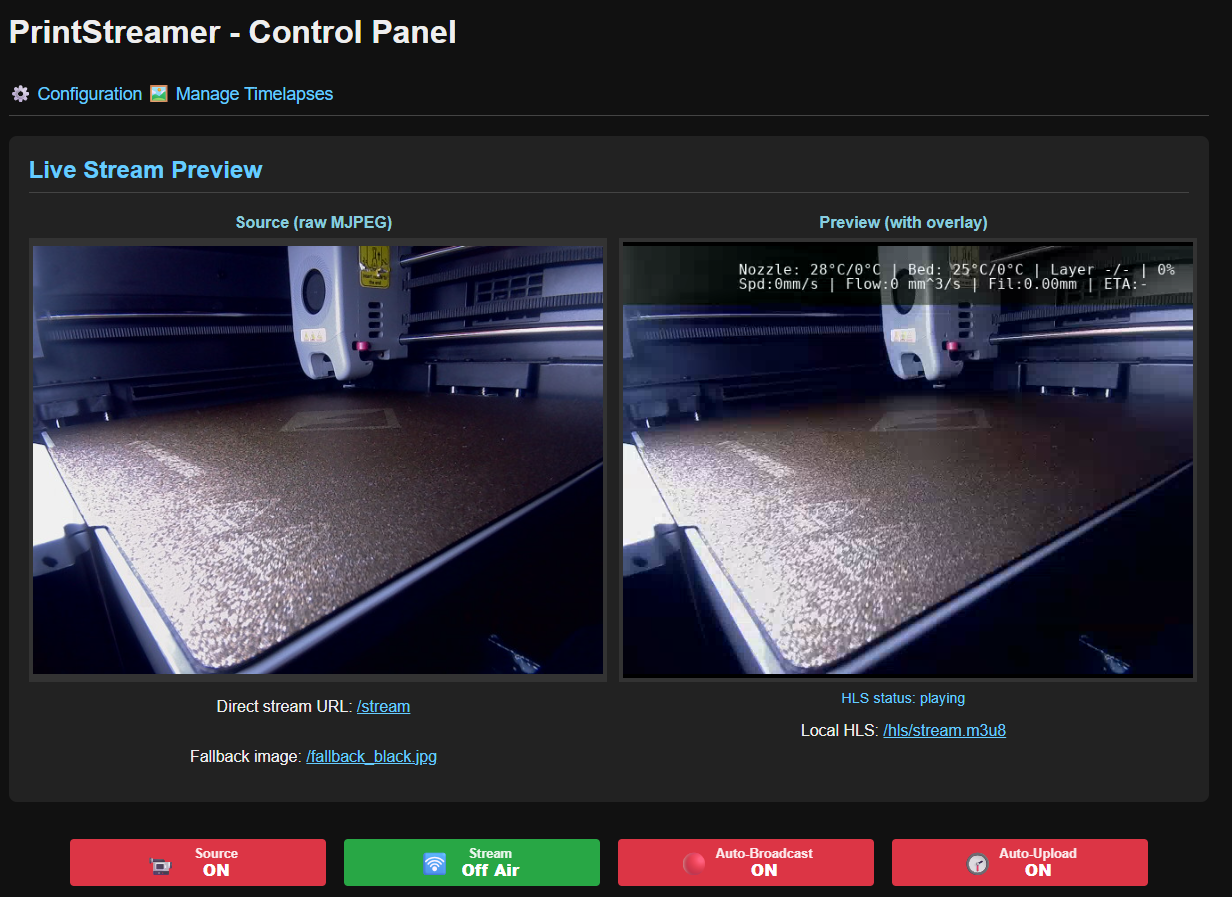 PrintStreamer - Control Panel
Configuration Manage Timelapses
Live Stream Preview
Source (raw MJPEG)
Preview (with overlay)
Nozzle: 28°C/0°C | Bed: 25°C/0°C | Layer -/- | 0%
Spd:0mm/s | Flow:0 mm^3/s | Fil:0.00mm | ETA:-
Direct stream URL: /stream
Fallback image: /fallback_black.jpg
HLS status: playing
Local HLS: /hls/stream.m3u8
Source
ON
Stream
Off Air
Auto-Broadcast
ON
Auto-Upload
ON